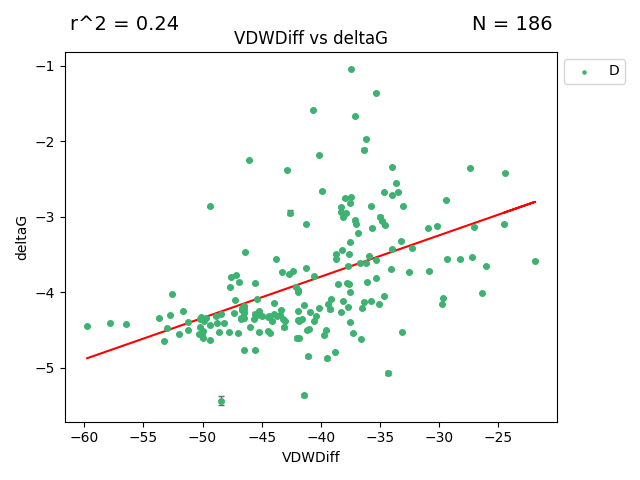 r^2 = 0.24
N = 186
VDWDiff vs deltaG
D
deltaG
−1
−2
−3
−4
−5
−60
−55
−50
−45
−40
−35
−30
−25
VDWDiff